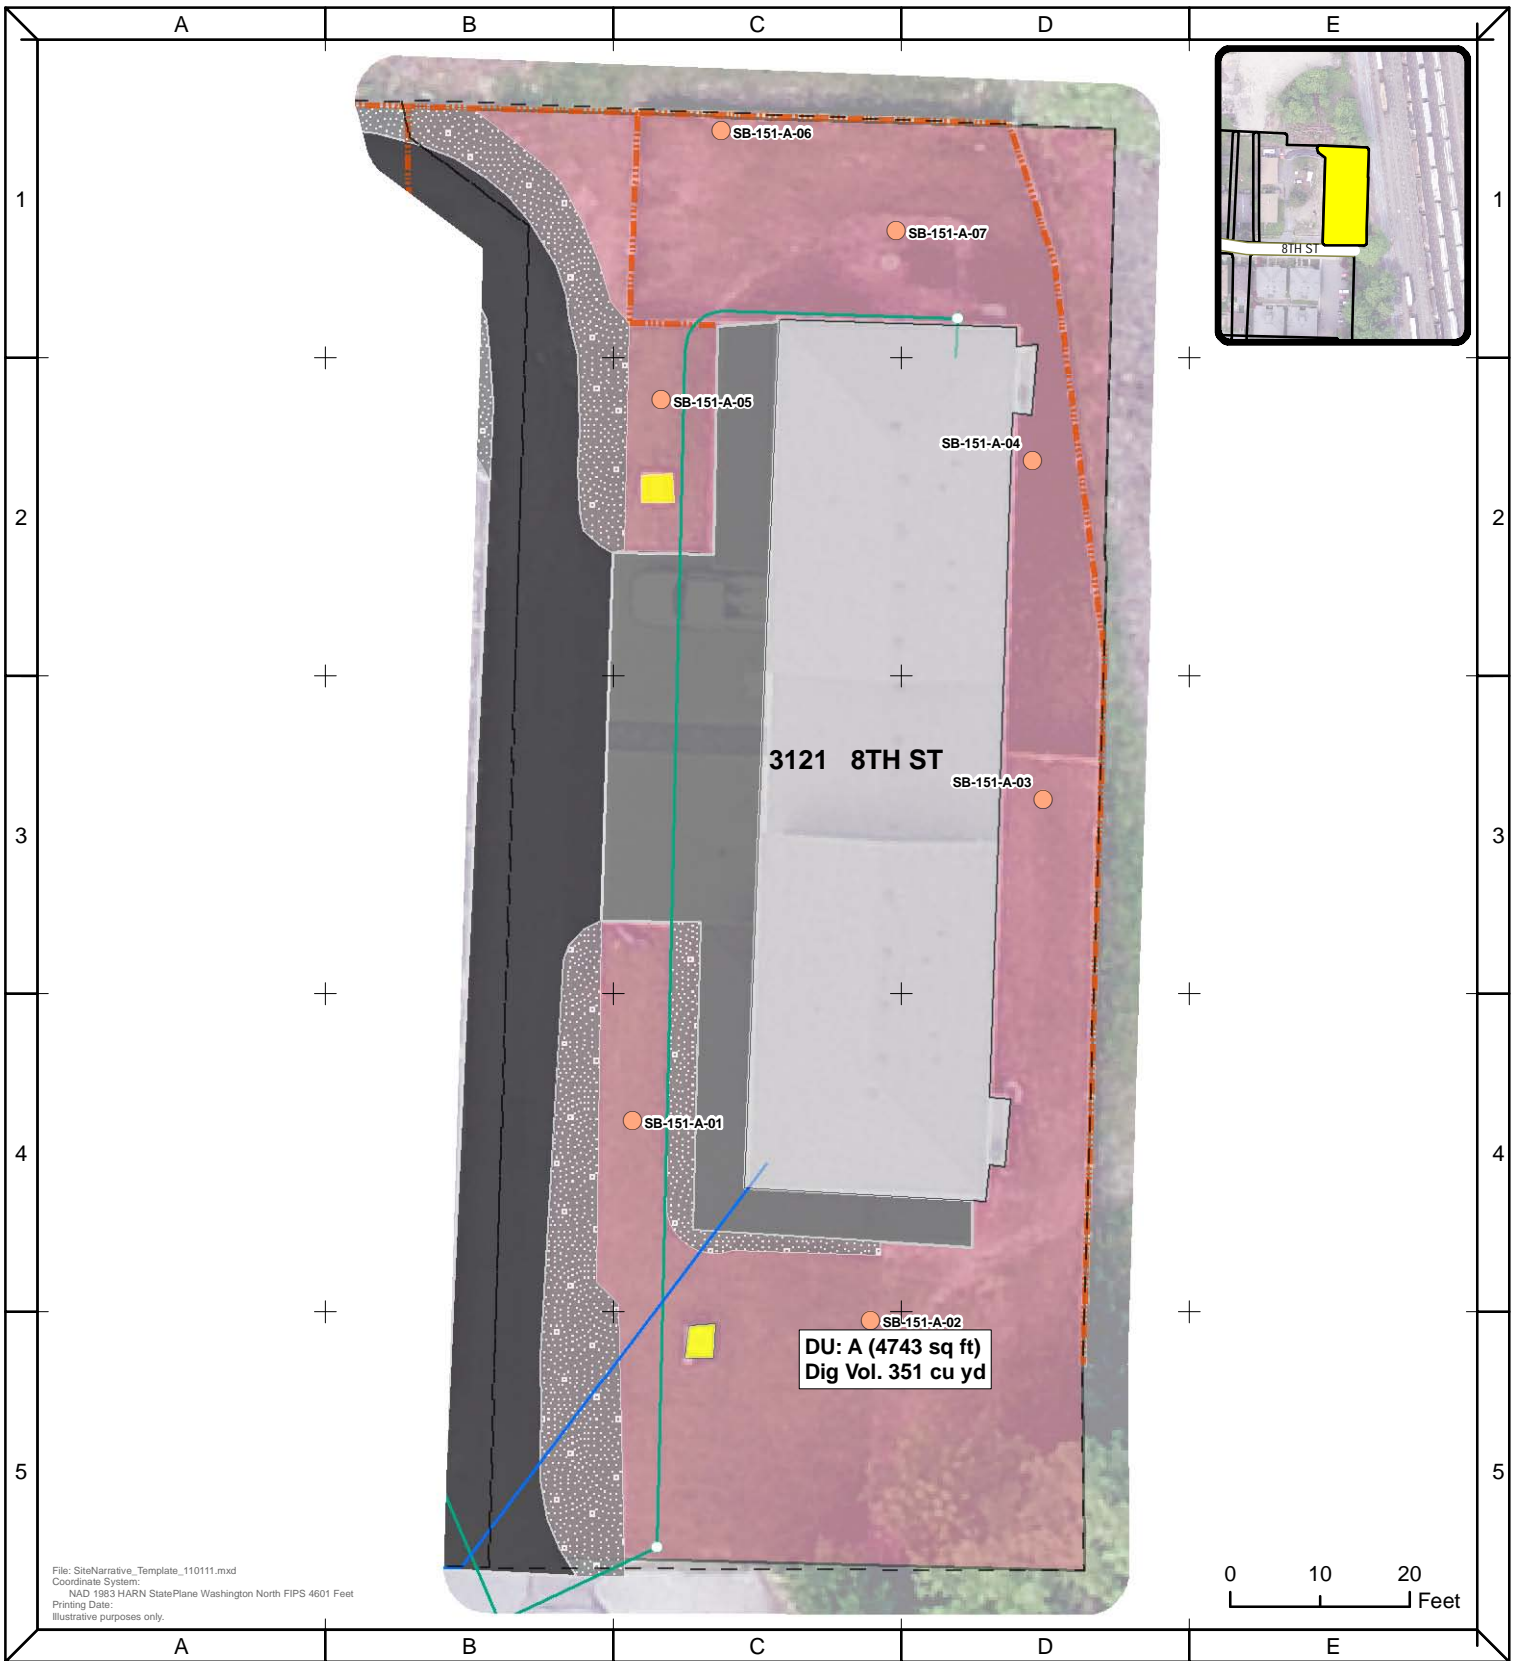 A
B
C
D
E
1
1
2
2
3
3
4
4
5
5
8TH ST
SB-151-A-06
SB-151-A-07
SB-151-A-05
SB-151-A-04
3121 8TH ST
SB-151-A-03
SB-151-A-01
SB-151-A-02
DU: A (4743 sq ft)
Dig Vol. 351 cu yd
File: SiteNarrative_Template_110111.mxd
Coordinate System:
NAD 1983 HARN StatePlane Washington North FIPS 4601 Feet
Printing Date:
Illustrative purposes only.
0 10 20
Feet
A
B
C
D
E